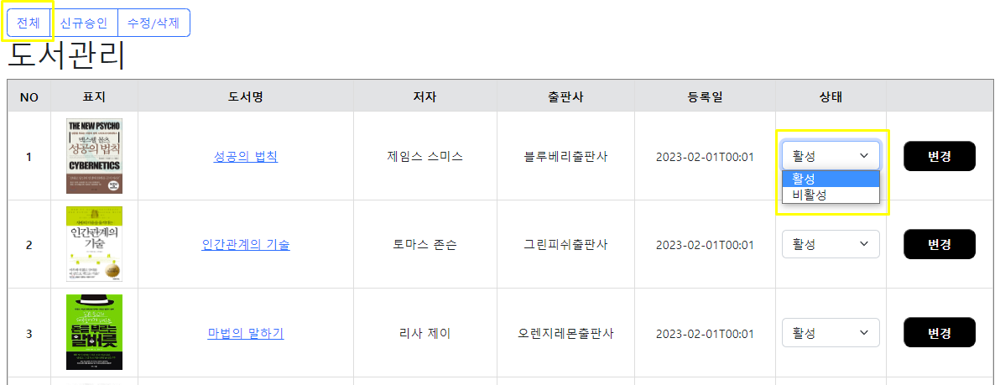 전체 신규승인 수정/삭제
도서관리
NO 표지 도서명 저자 출판사 등록일 상태
THE NEW PSYCHO
맥스웰 몰츠
성공의 법칙
CYBERNETICS
1 성공의 법칙 제임스 스미스 블루베리출판사 2023-02-01T00:01 활성 변경
활성
비활성
인간관계의
기술
2 인간관계의 기술 토마스 존슨 그린피쉬출판사 2023-02-01T00:01 활성 변경
돈을 부르는
말버릇
3 마법의 말하기 리사 제이 오렌지레몬출판사 2023-02-01T00:01 활성 변경